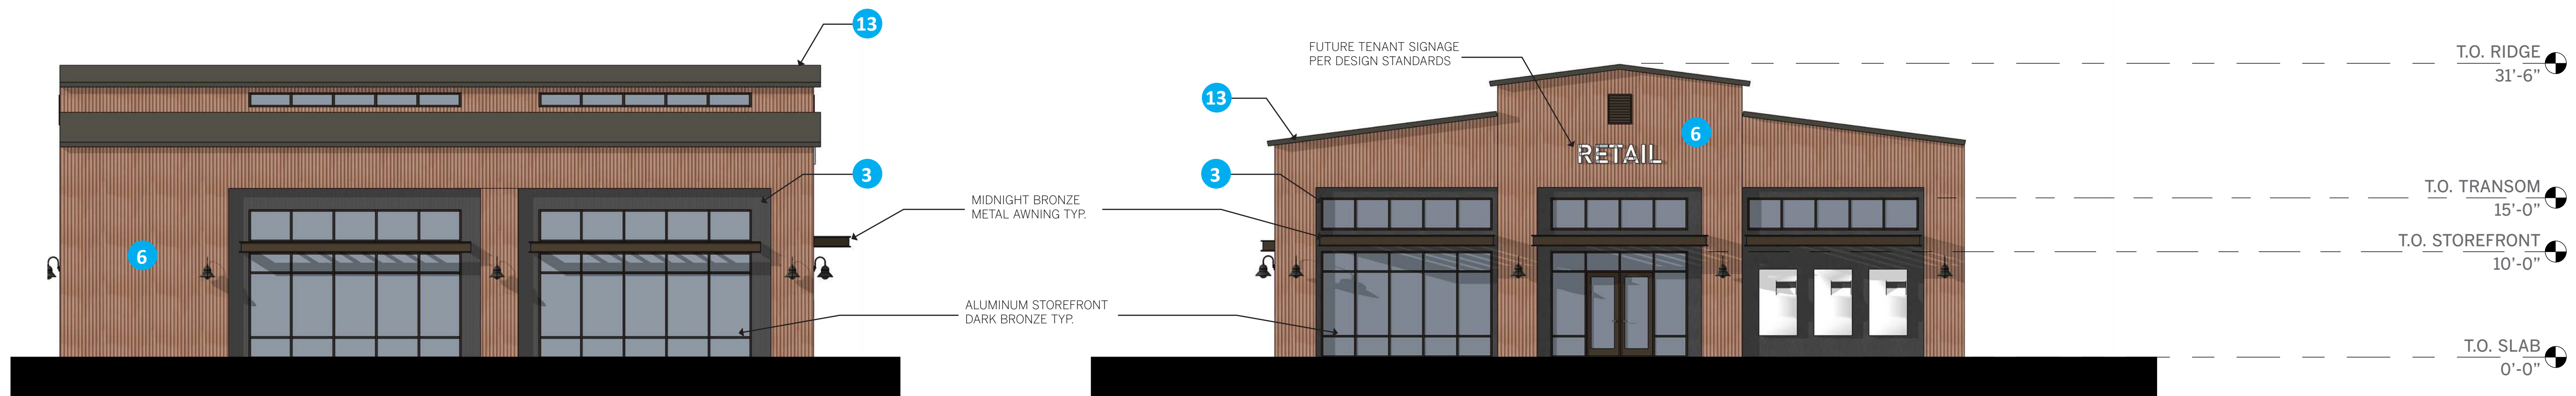 13
FUTURE TENANT SIGNAGE
PER DESIGN STANDARDS
T.O. RIDGE
31'-6"
13
6
RETAIL
3
3
MIDNIGHT BRONZE
METAL AWNING TYP.
T.O. TRANSOM
15'-0"
6
T.O. STOREFRONT
10'-0"
ALUMINUM STOREFRONT
DARK BRONZE TYP.
T.O. SLAB
0'-0"